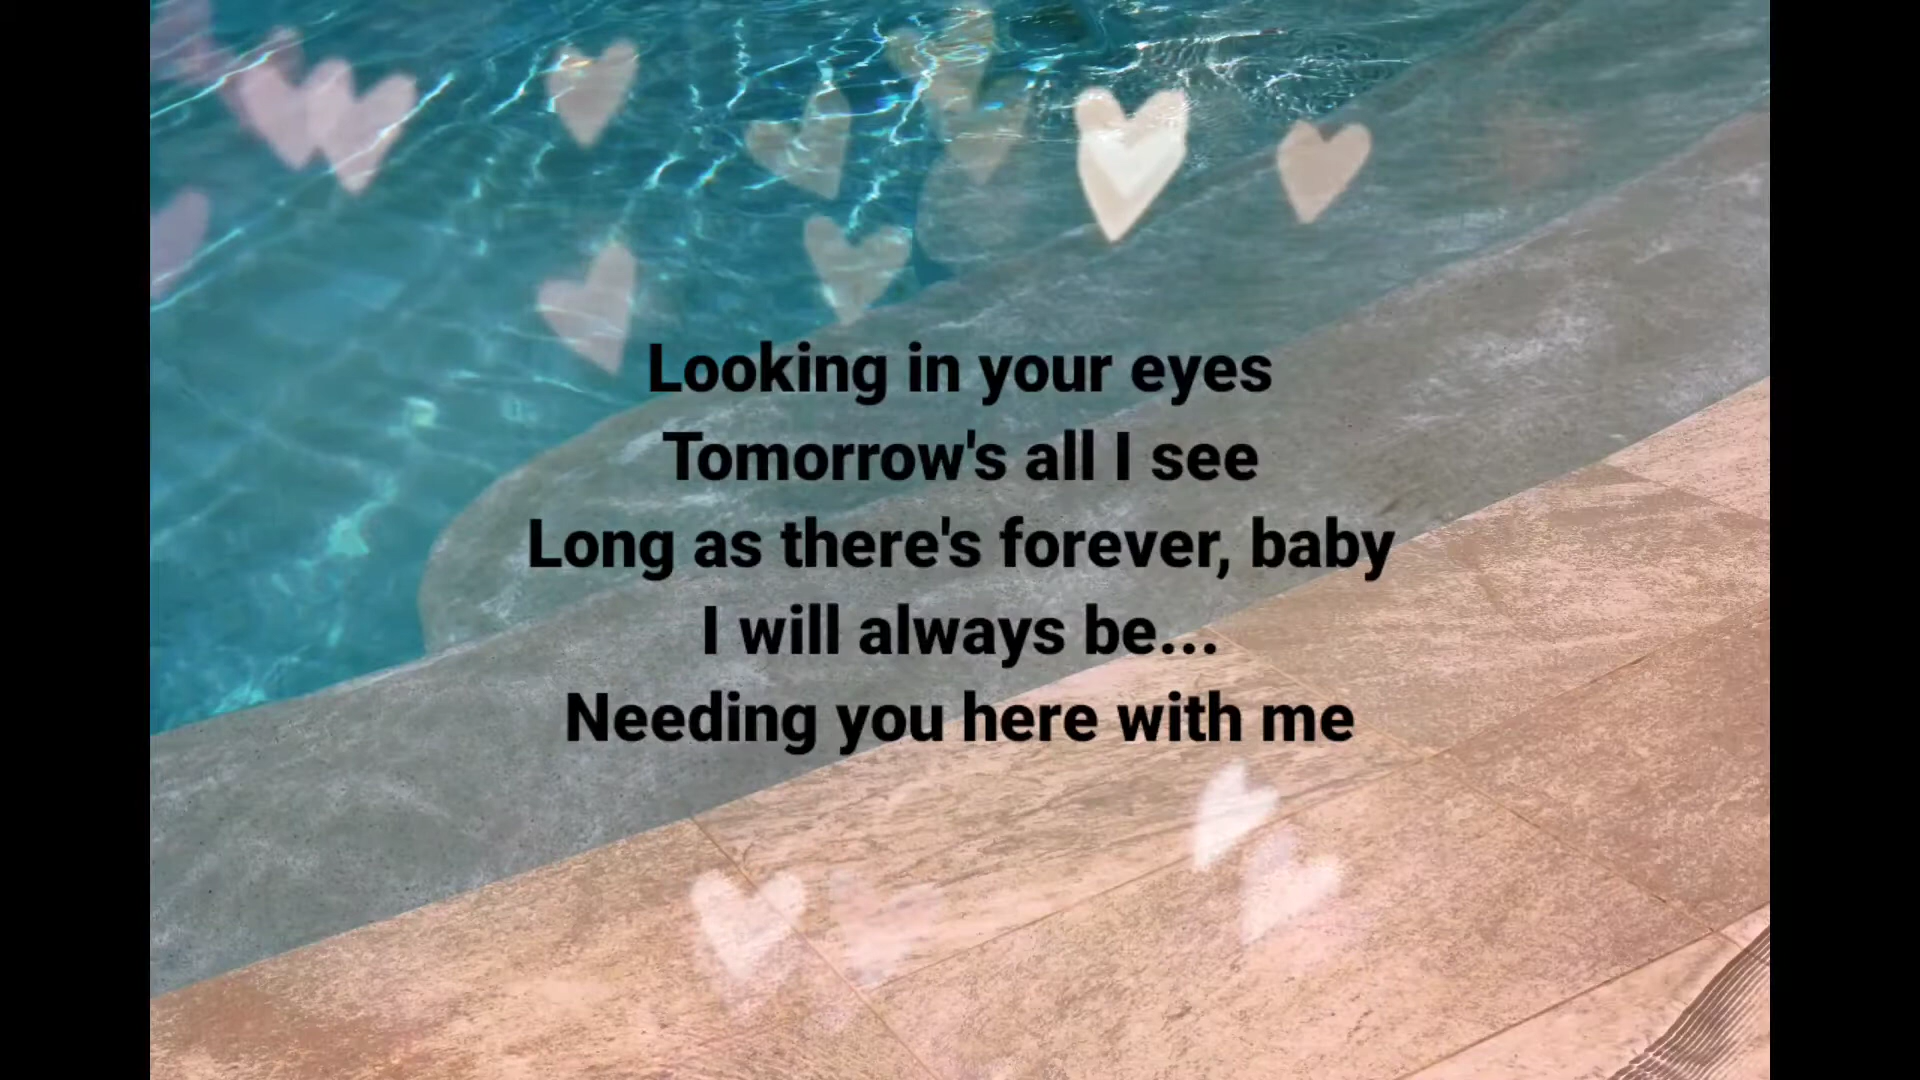 Looking in your eyes
Tomorrow's all I see
Long as there's forever, baby
I will always be...
Needing you here with me